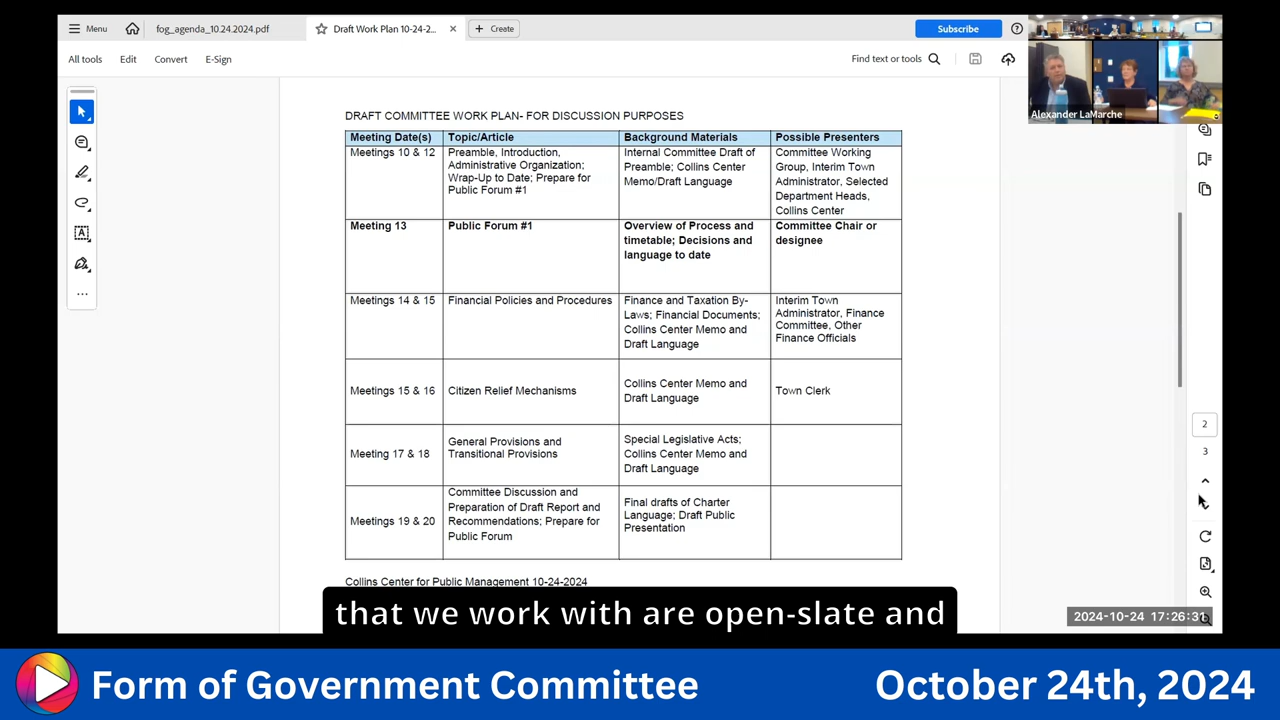 Menu
fog_agenda_10.24.2024.pdf
Draft Work Plan 10-24-2...
Create
Subscribe
All tools
Edit
Convert
E-Sign
Find text or tools
Alexander LaMarche
DRAFT COMMITTEE WORK PLAN- FOR DISCUSSION PURPOSES
Meeting Date(s)
Topic/Article
Background Materials
Possible Presenters
Meetings 10 & 12
Preamble, Introduction,
Administrative Organization;
Wrap-Up to Date; Prepare for
Public Forum #1
Internal Committee Draft of
Preamble; Collins Center
Memo/Draft Language
Committee Working
Group, Interim Town
Administrator, Selected
Department Heads,
Collins Center
Meeting 13
Public Forum #1
Overview of Process and
timetable; Decisions and
language to date
Committee Chair or
designee
Meetings 14 & 15
Financial Policies and Procedures
Finance and Taxation By-
Laws; Financial Documents;
Collins Center Memo and
Draft Language
Interim Town
Administrator, Finance
Committee, Other
Finance Officials
Meetings 15 & 16
Citizen Relief Mechanisms
Collins Center Memo and
Draft Language
Town Clerk
Meeting 17 & 18
General Provisions and
Transitional Provisions
Special Legislative Acts;
Collins Center Memo and
Draft Language
Meetings 19 & 20
Committee Discussion and
Preparation of Draft Report and
Recommendations; Prepare for
Public Forum
Final drafts of Charter
Language; Draft Public
Presentation
Collins Center for Public Management 10-24-2024
2
3
that we work with are open-slate and
2024-10-24 17:26:31
Form of Government Committee
October 24th, 2024